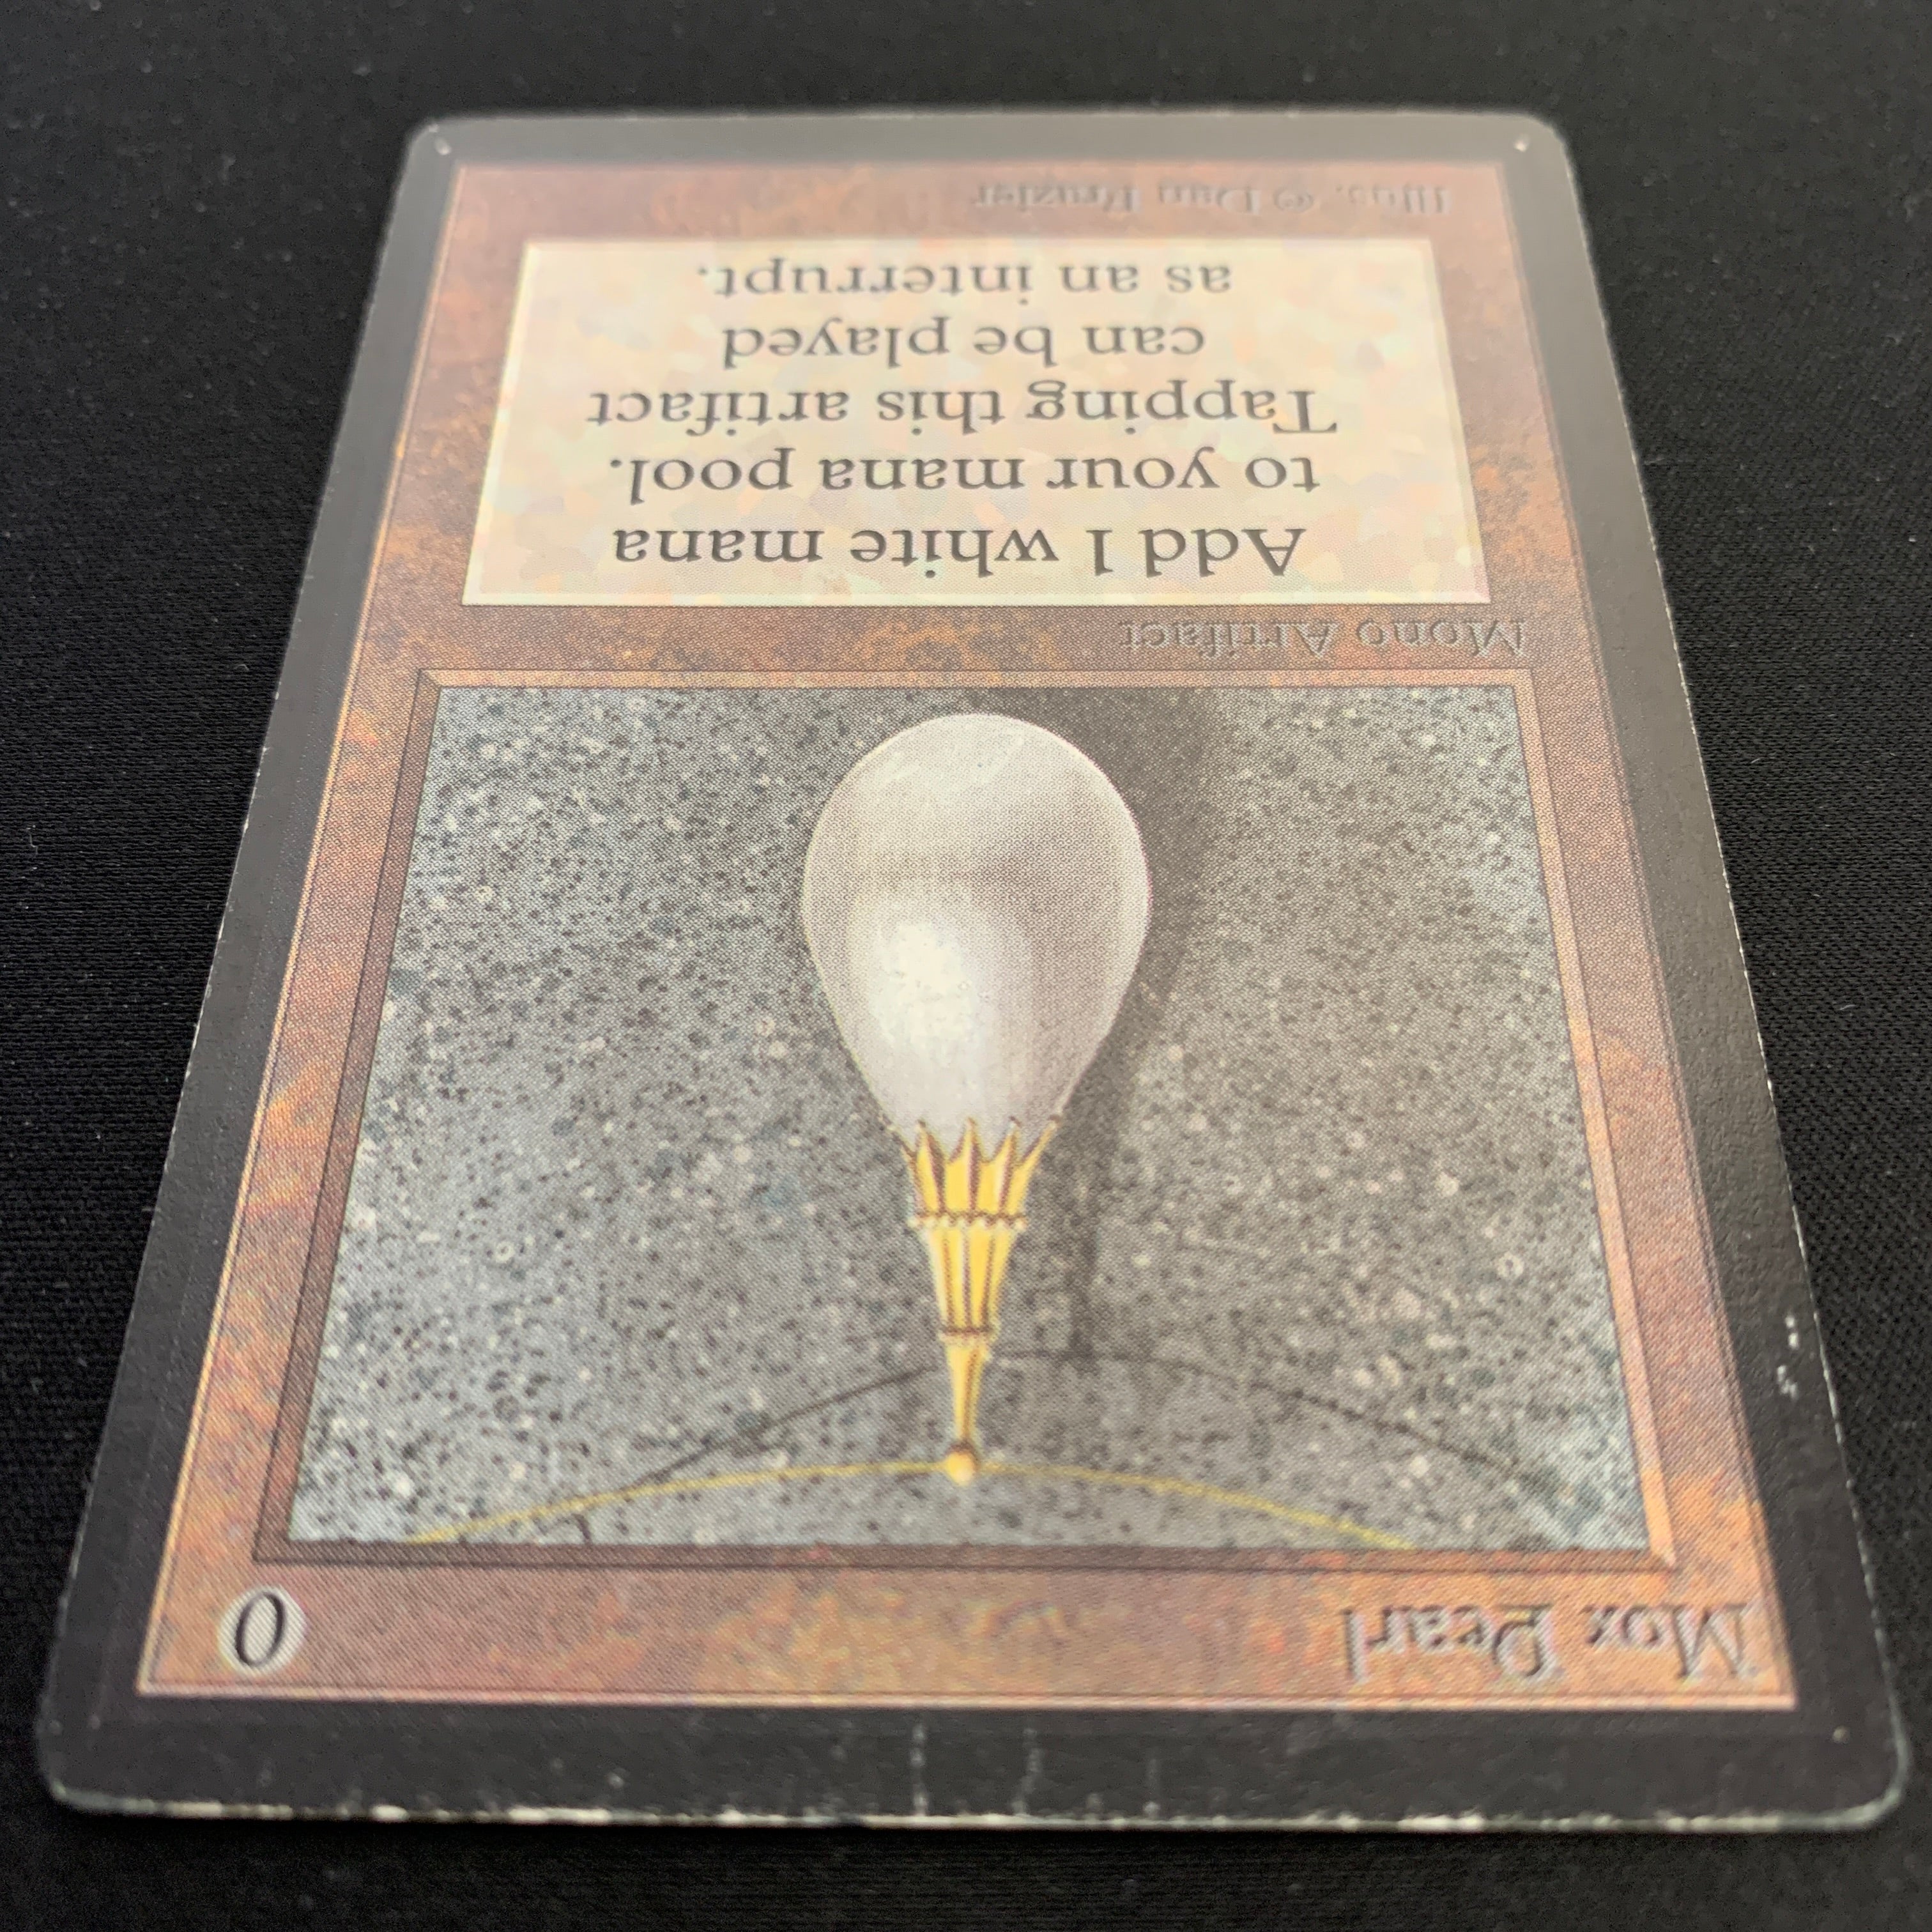 Mox Pearl
0
Mono Artifact
Add 1 white mana
to your mana pool.
Tapping this artifact
can be played
as an interrupt.
Illus. © Dan Frazier